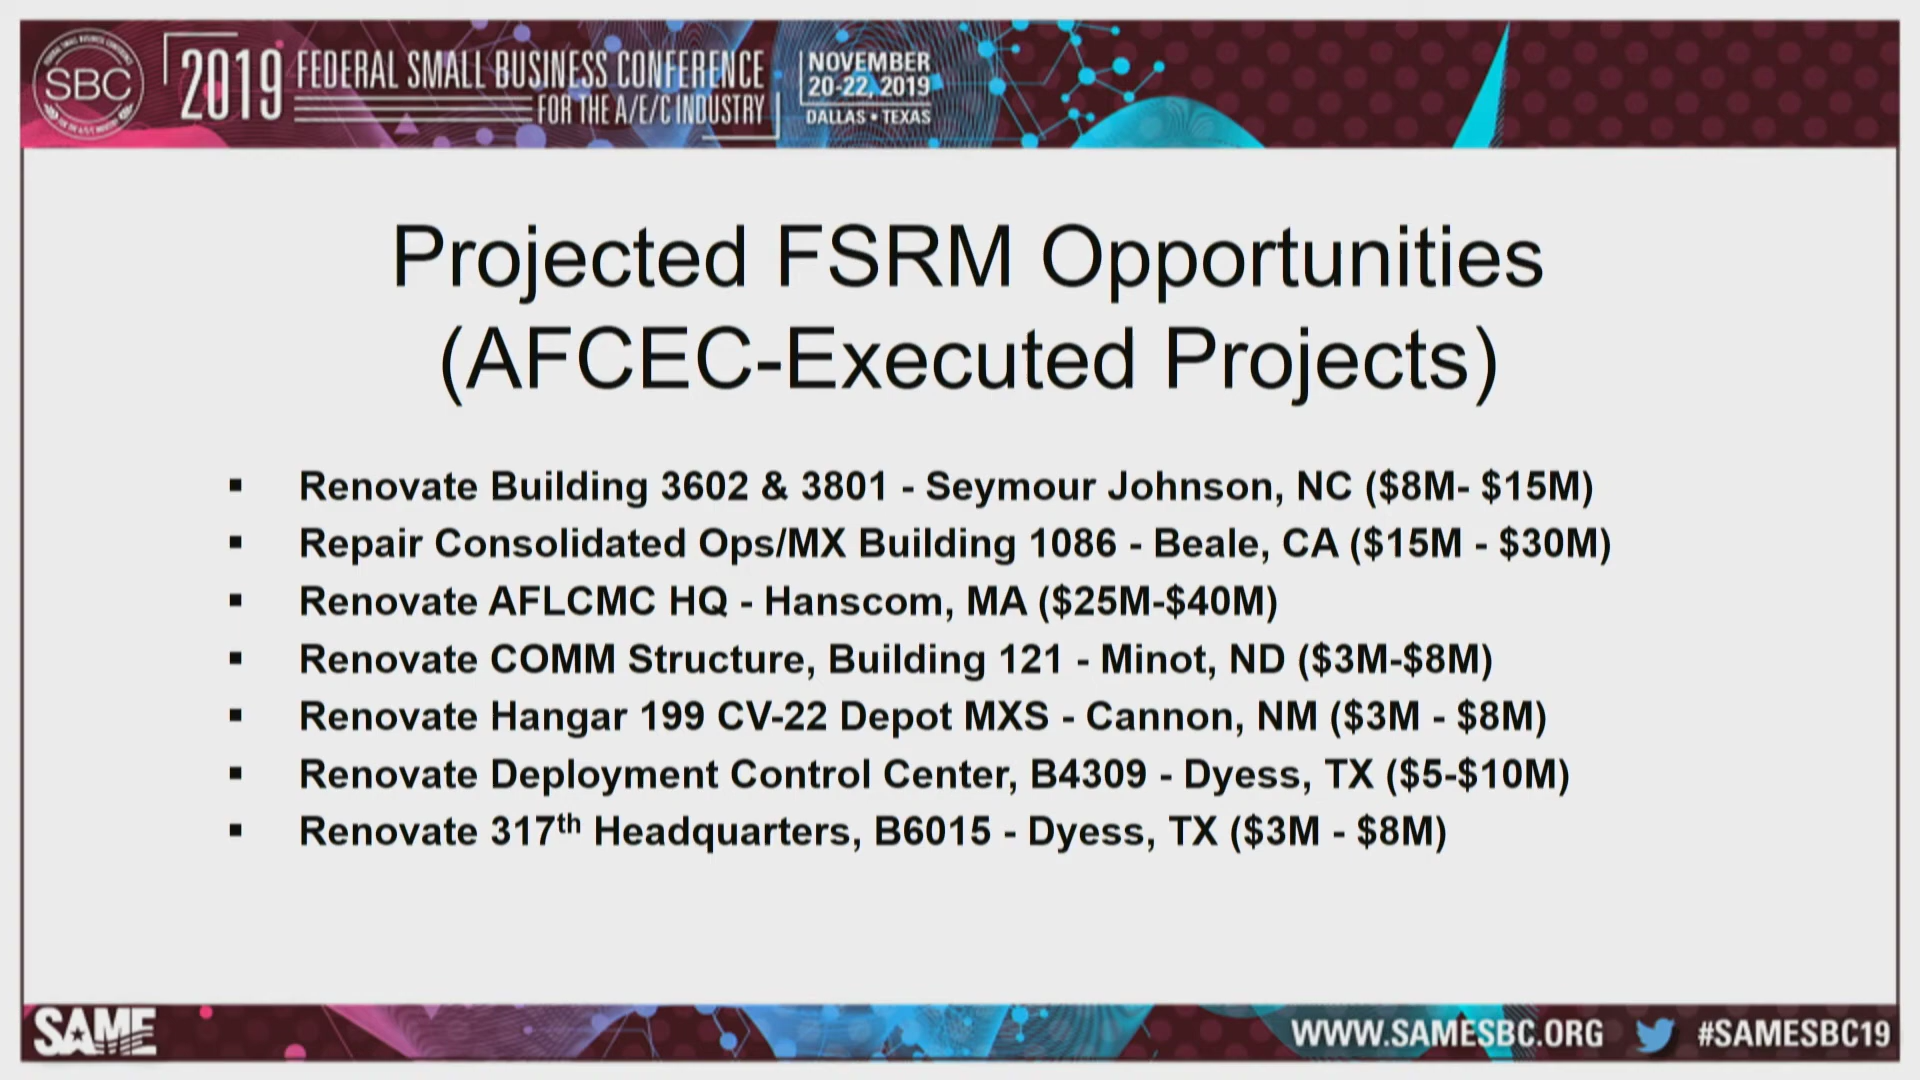 SBC
2019 FEDERAL SMALL BUSINESS CONFERENCE
FOR THE A/E/C INDUSTRY
NOVEMBER
20-22, 2019
DALLAS • TEXAS
Projected FSRM Opportunities
(AFCEC-Executed Projects)
▪ Renovate Building 3602 & 3801 - Seymour Johnson, NC ($8M- $15M)
▪ Repair Consolidated Ops/MX Building 1086 - Beale, CA ($15M - $30M)
▪ Renovate AFLCMC HQ - Hanscom, MA ($25M-$40M)
▪ Renovate COMM Structure, Building 121 - Minot, ND ($3M-$8M)
▪ Renovate Hangar 199 CV-22 Depot MXS - Cannon, NM ($3M - $8M)
▪ Renovate Deployment Control Center, B4309 - Dyess, TX ($5-$10M)
▪ Renovate 317th Headquarters, B6015 - Dyess, TX ($3M - $8M)
SAME
WWW.SAMESBC.ORG
#SAMESBC19